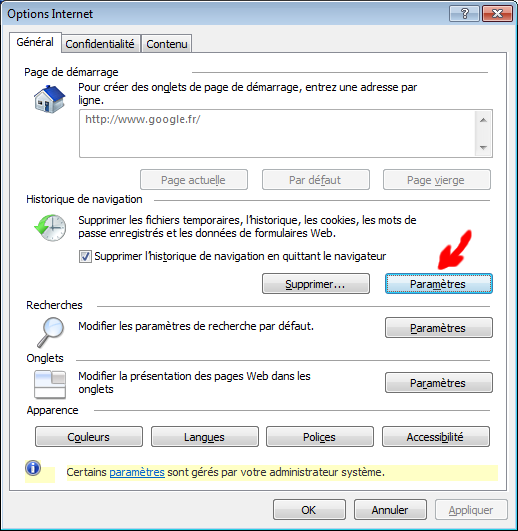 Options Internet
Général Confidentialité Contenu
Page de démarrage
Pour créer des onglets de page de démarrage, entrez une adresse par
ligne.
http://www.google.fr/
Page actuelle Par défaut Page vierge
Historique de navigation
Supprimer les fichiers temporaires, l'historique, les cookies, les mots de
passe enregistrés et les données de formulaires Web.
Supprimer l'historique de navigation en quittant le navigateur
Supprimer... Paramètres
Recherches
Modifier les paramètres de recherche par défaut. Paramètres
Onglets
Modifier la présentation des pages Web dans les
onglets
Paramètres
Apparence
Couleurs Langues Polices Accessibilité
Certains paramètres sont gérés par votre administrateur système.
OK Annuler Appliquer